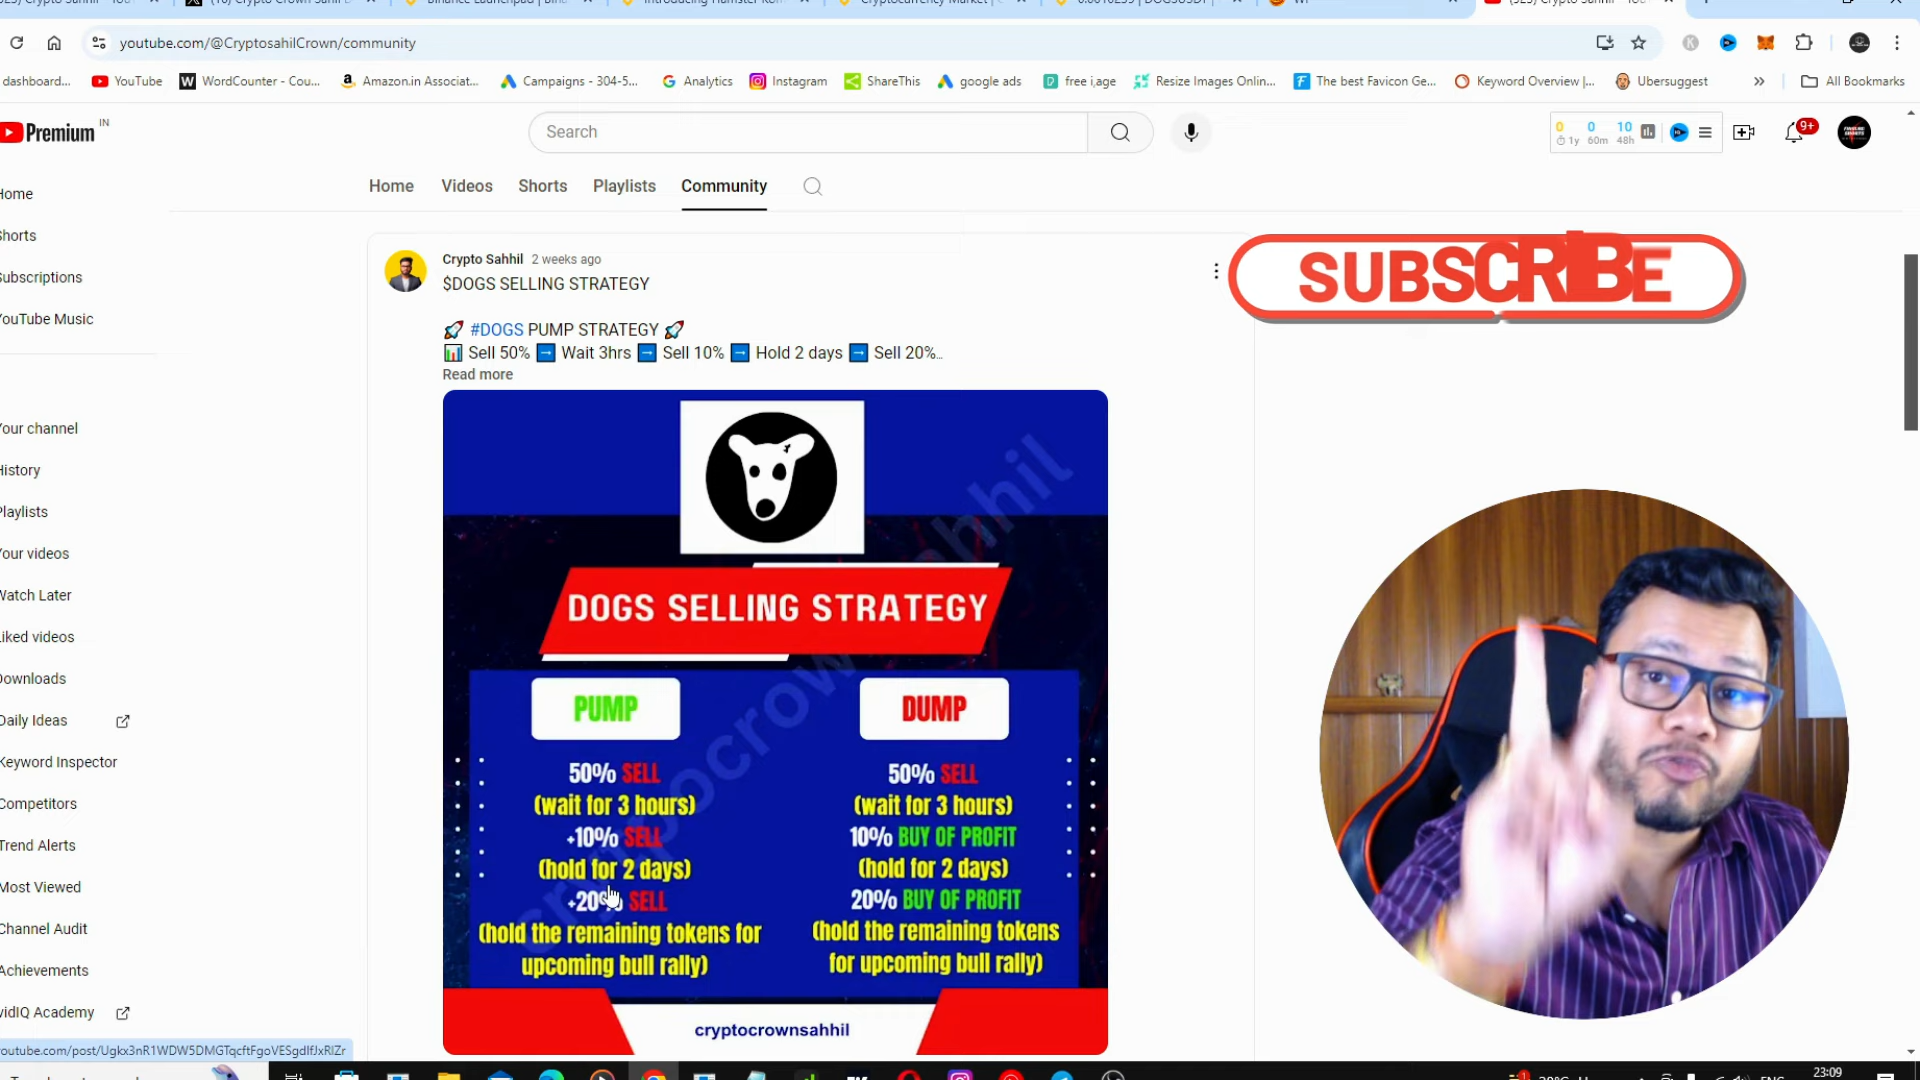 youtube.com/@CryptosahilCrown/community
dashboard...
YouTube
WordCounter - Cou...
Amazon.in Associat...
Campaigns - 304-5...
Analytics
Instagram
ShareThis
google ads
free i,age
Resize Images Onlin...
The best Favicon Ge...
Keyword Overview |...
Ubersuggest
All Bookmarks
Premium IN
Search
0 0 10
1y 60m 48h
9+
Home
Videos
Shorts
Playlists
Community
Home
Shorts
Subscriptions
YouTube Music
Your channel
History
Playlists
Your videos
Watch Later
Liked videos
Downloads
Daily Ideas
Keyword Inspector
Competitors
Trend Alerts
Most Viewed
Channel Audit
Achievements
vidIQ Academy
Crypto Sahhil 2 weeks ago
$DOGS SELLING STRATEGY
🚀 #DOGS PUMP STRATEGY 🚀
📊 Sell 50% ➡️ Wait 3hrs ➡️ Sell 10% ➡️ Hold 2 days ➡️ Sell 20%...
Read more
SUBSCRIBE
DOGS SELLING STRATEGY
PUMP
50% SELL
(wait for 3 hours)
+10% SELL
(hold for 2 days)
+20% SELL
(hold the remaining tokens for
upcoming bull rally)
DUMP
50% SELL
(wait for 3 hours)
10% BUY OF PROFIT
(hold for 2 days)
20% BUY OF PROFIT
(hold the remaining tokens
for upcoming bull rally)
cryptocrownsahhil
cryptocrownsahhil
23:09